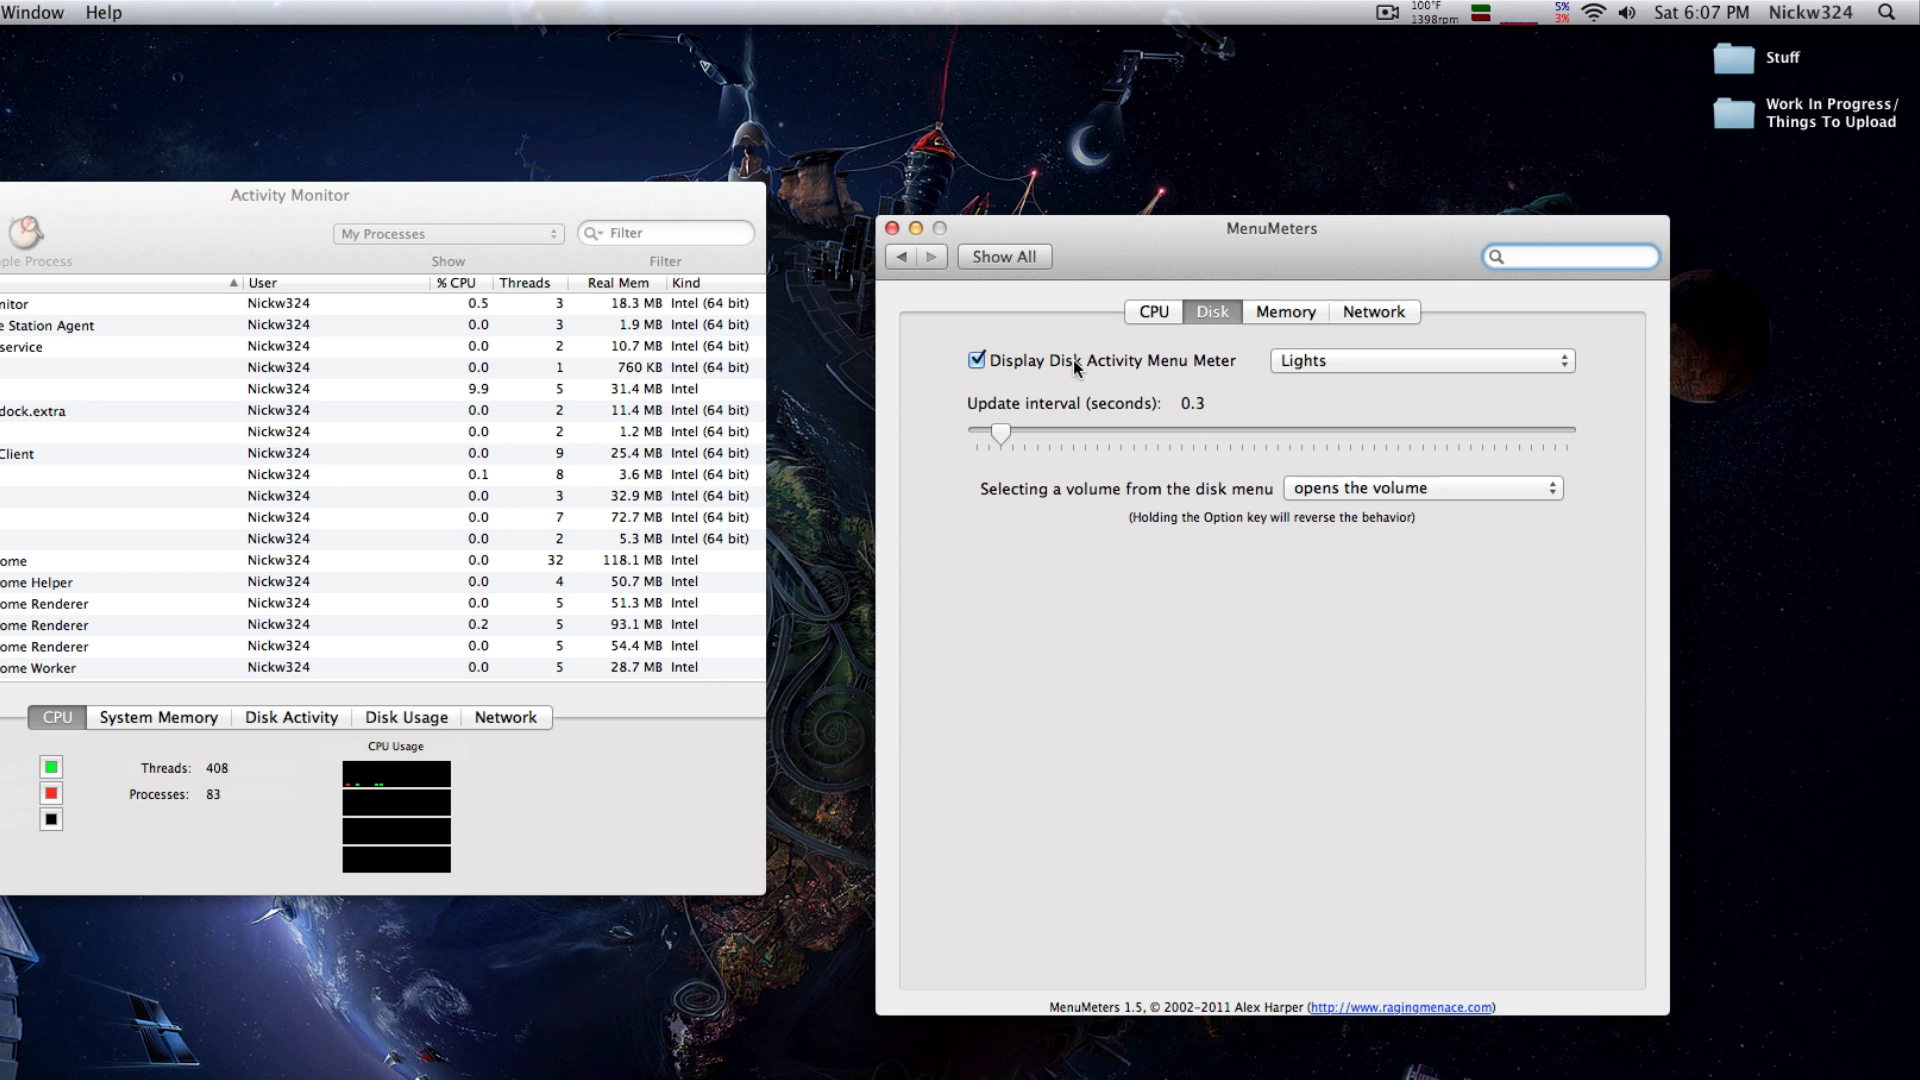 Window Help
100°F
1398rpm
5%
3%
Sat 6:07 PM Nickw324
Stuff
Work In Progress/
Things To Upload
Activity Monitor
My Processes Filter
ple Process Show Filter
User % CPU Threads Real Mem Kind
nitor Nickw324 0.5 3 18.3 MB Intel (64 bit)
e Station Agent Nickw324 0.0 3 1.9 MB Intel (64 bit)
service Nickw324 0.0 2 10.7 MB Intel (64 bit)
Nickw324 0.0 1 760 KB Intel (64 bit)
Nickw324 9.9 5 31.4 MB Intel
dock.extra Nickw324 0.0 2 11.4 MB Intel (64 bit)
Nickw324 0.0 2 1.2 MB Intel (64 bit)
Client Nickw324 0.0 9 25.4 MB Intel (64 bit)
Nickw324 0.1 8 3.6 MB Intel (64 bit)
Nickw324 0.0 3 32.9 MB Intel (64 bit)
Nickw324 0.0 7 72.7 MB Intel (64 bit)
Nickw324 0.0 2 5.3 MB Intel (64 bit)
ome Nickw324 0.0 32 118.1 MB Intel
ome Helper Nickw324 0.0 4 50.7 MB Intel
ome Renderer Nickw324 0.0 5 51.3 MB Intel
ome Renderer Nickw324 0.2 5 93.1 MB Intel
ome Renderer Nickw324 0.0 5 54.4 MB Intel
ome Worker Nickw324 0.0 5 28.7 MB Intel
CPU System Memory Disk Activity Disk Usage Network
CPU Usage
Threads: 408
Processes: 83
MenuMeters
Show All
CPU Disk Memory Network
Display Disk Activity Menu Meter Lights
Update interval (seconds): 0.3
Selecting a volume from the disk menu opens the volume
(Holding the Option key will reverse the behavior)
MenuMeters 1.5, © 2002-2011 Alex Harper (http://www.ragingmenace.com)